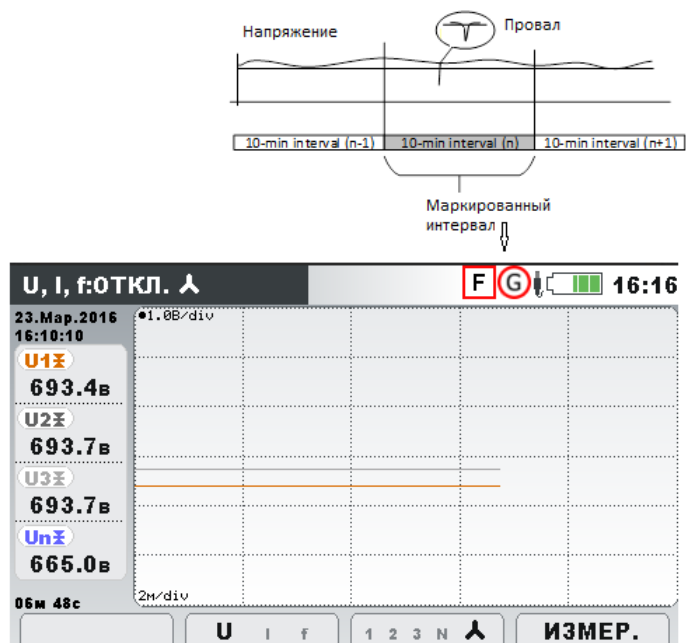 Напряжение
Провал
10-min interval (n-1) 10-min interval (n) 10-min interval (n+1)
Маркированный
интервал
U, I, f:ОТКЛ. F G 16:16
23.Мар.2016
16:10:10
1.0В/div
U1
693.4в
U2
693.7в
U3
693.7в
Un
665.0в
06м 48с
2м/div
U I f
1 2 3 N
ИЗМЕР.